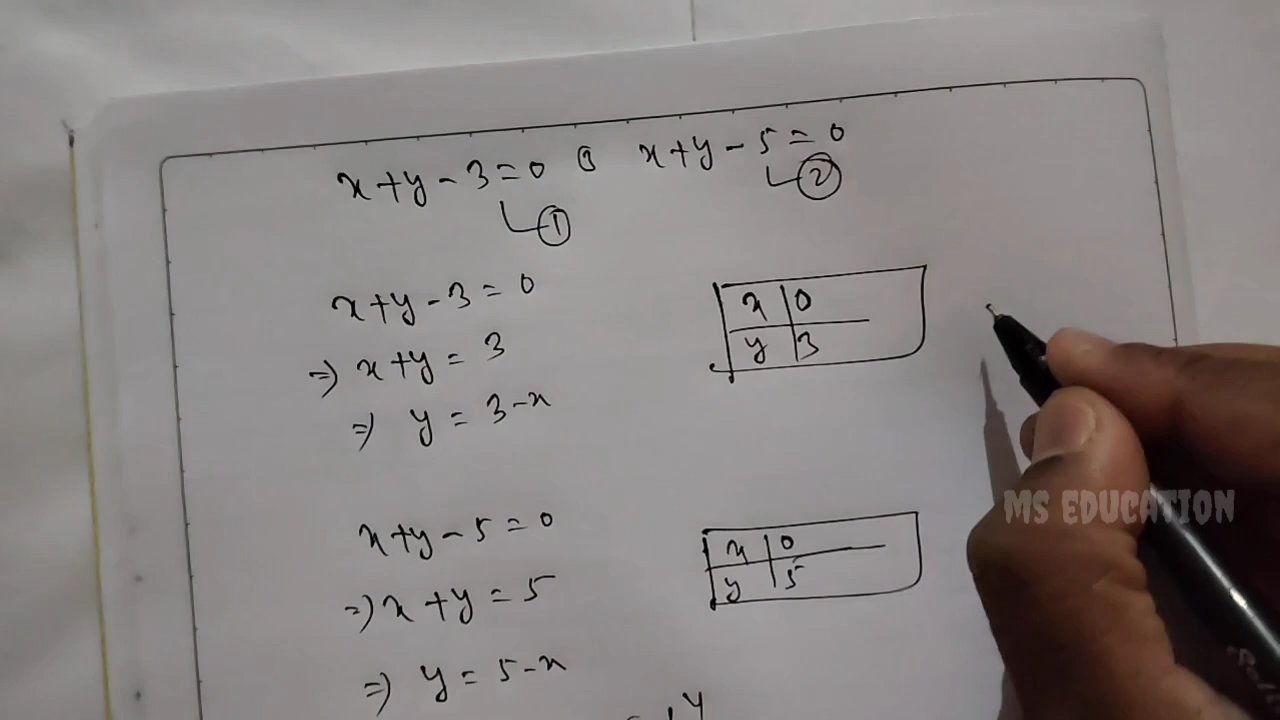 x+y-3=0 & x+y-5=0
① ②
x+y-3=0
⇒ x+y=3
⇒ y=3-x
x | 0
y | 3
x+y-5=0
⇒ x+y=5
⇒ y=5-x
x | 0
y | 5
y
MS EDUCATION